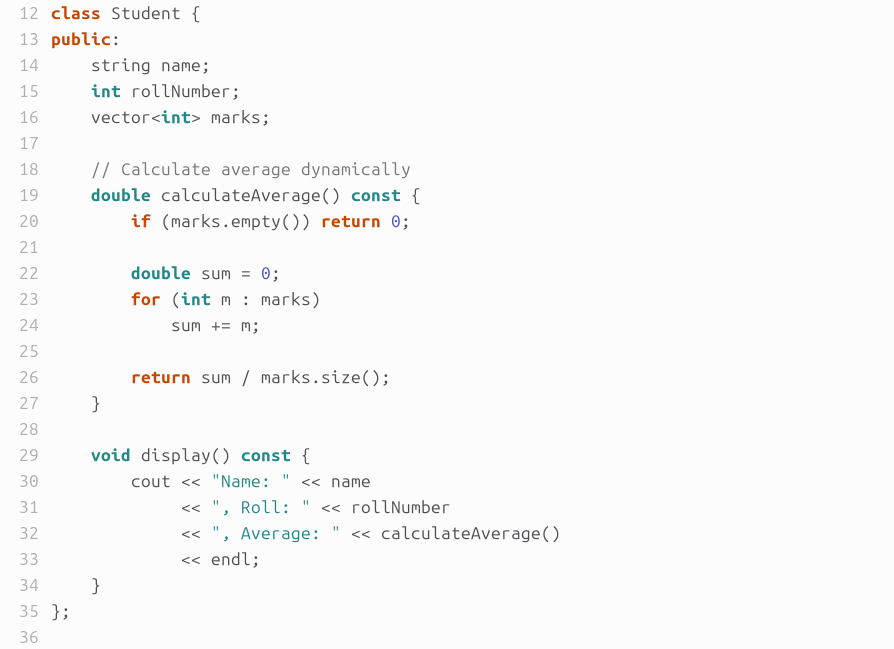 12 class Student {
13 public:
14     string name;
15     int rollNumber;
16     vector<int> marks;
17
18     // Calculate average dynamically
19     double calculateAverage() const {
20         if (marks.empty()) return 0;
21
22         double sum = 0;
23         for (int m : marks)
24             sum += m;
25
26         return sum / marks.size();
27     }
28
29     void display() const {
30         cout << "Name: " << name
31              << ", Roll: " << rollNumber
32              << ", Average: " << calculateAverage()
33              << endl;
34     }
35 };
36